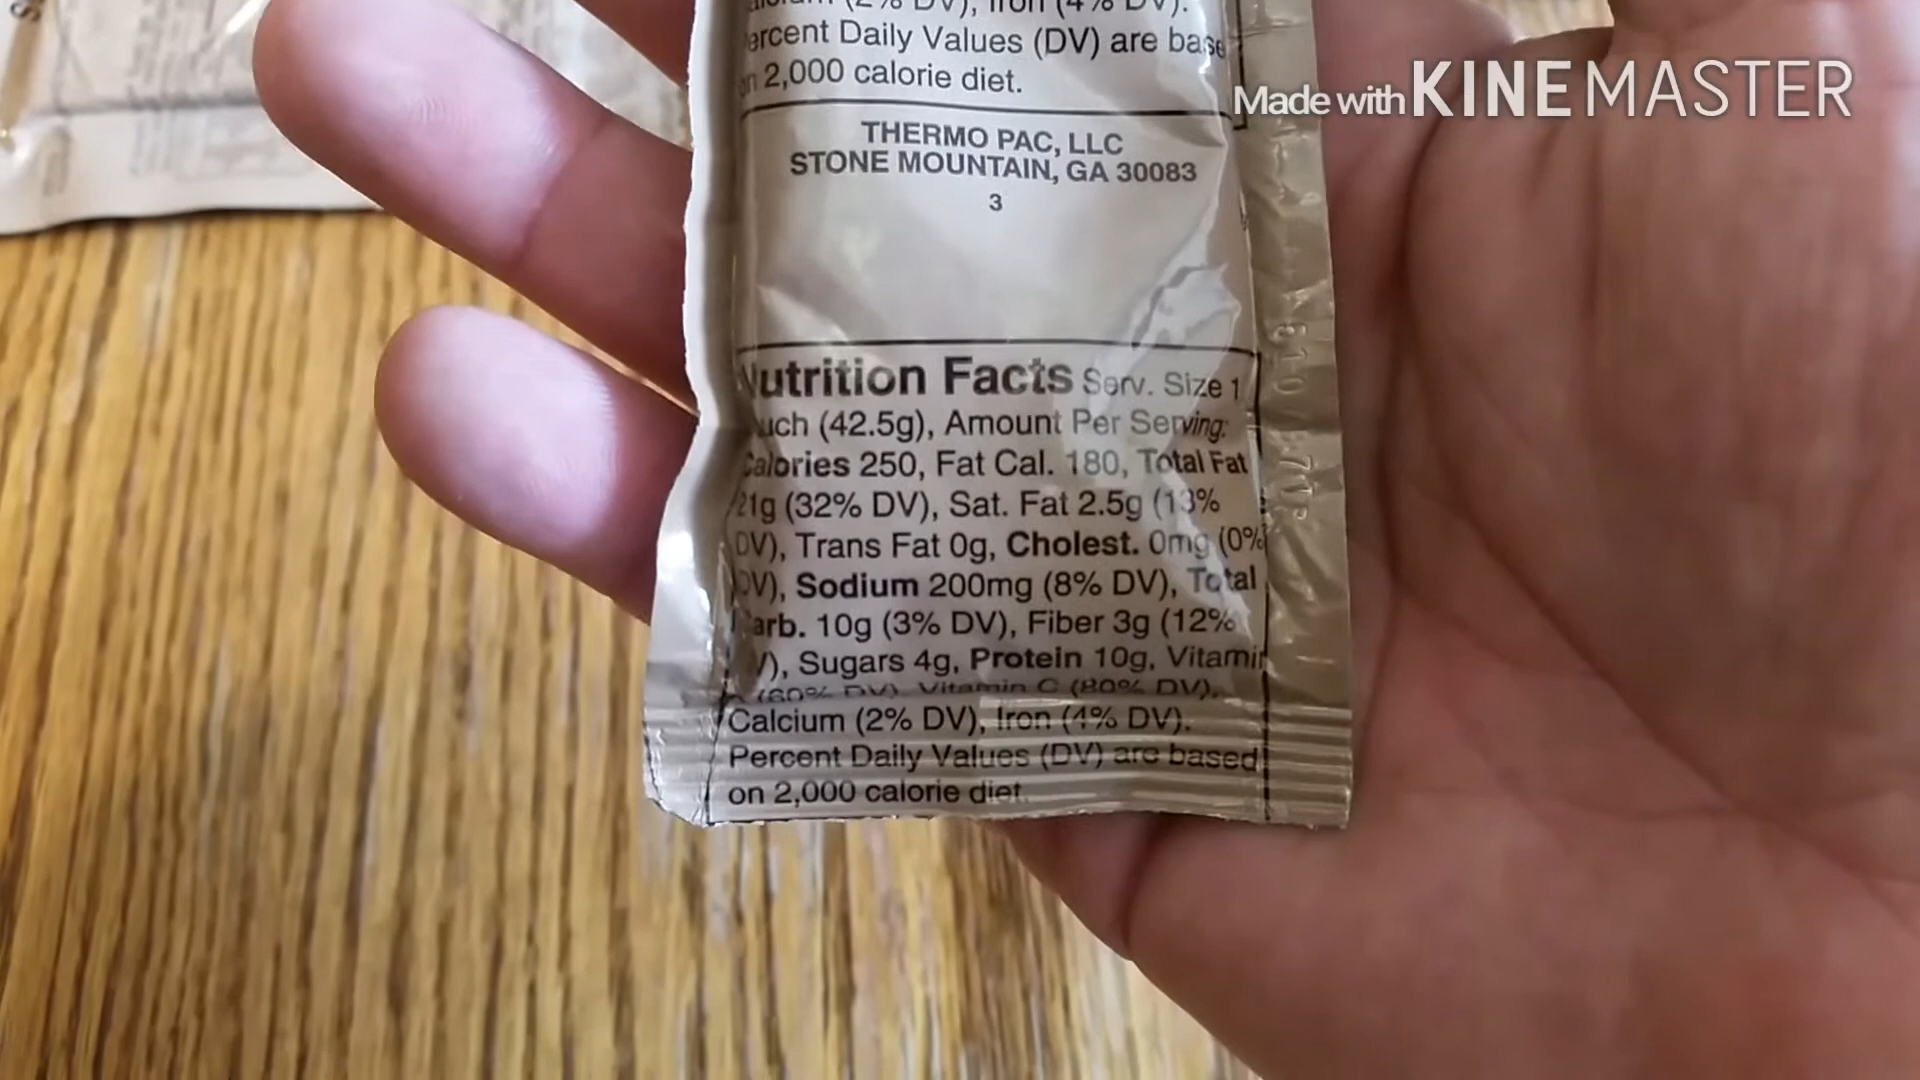 (2% DV), Iron (4% DV).
ercent Daily Values (DV) are base
on 2,000 calorie diet.
Made with KINEMASTER
THERMO PAC, LLC
STONE MOUNTAIN, GA 30083
3
Nutrition Facts Serv. Size 1
uch (42.5g), Amount Per Serving:
Calories 250, Fat Cal. 180, Total Fat
21g (32% DV), Sat. Fat 2.5g (13%
DV), Trans Fat 0g, Cholest. 0mg (0%
DV), Sodium 200mg (8% DV), Total
Carb. 10g (3% DV), Fiber 3g (12%
V), Sugars 4g, Protein 10g, Vitamin
(60% DV), Vitamin C (80% DV),
Calcium (2% DV), Iron (4% DV).
Percent Daily Values (DV) are based
on 2,000 calorie diet.